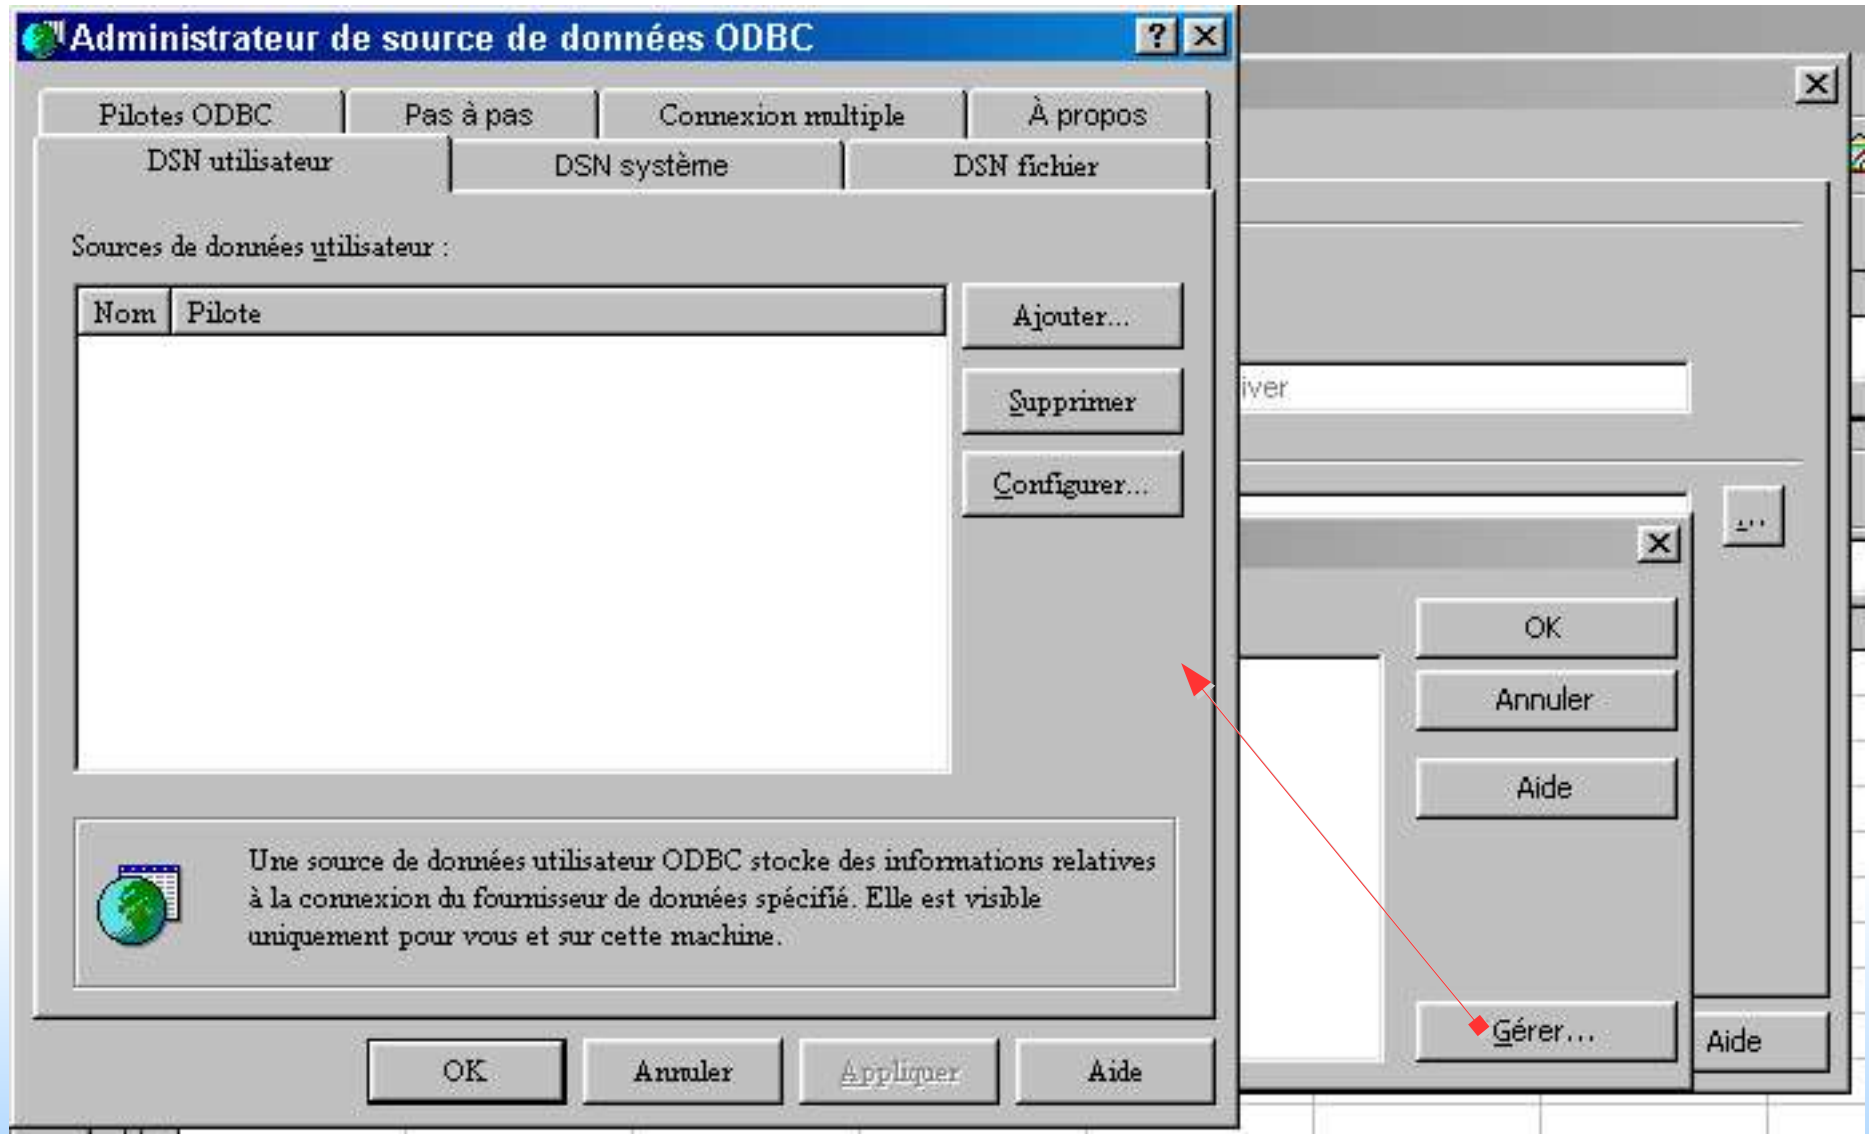 Administrateur de source de données ODBC
Pilotes ODBC
Pas à pas
Connexion multiple
À propos
DSN utilisateur
DSN système
DSN fichier
Sources de données utilisateur :
Nom
Pilote
Ajouter...
Supprimer
Configurer...
Une source de données utilisateur ODBC stocke des informations relatives
à la connexion du fournisseur de données spécifié. Elle est visible
uniquement pour vous et sur cette machine.
OK
Annuler
Appliquer
Aide
iver
...
OK
Annuler
Aide
Gérer...
Aide